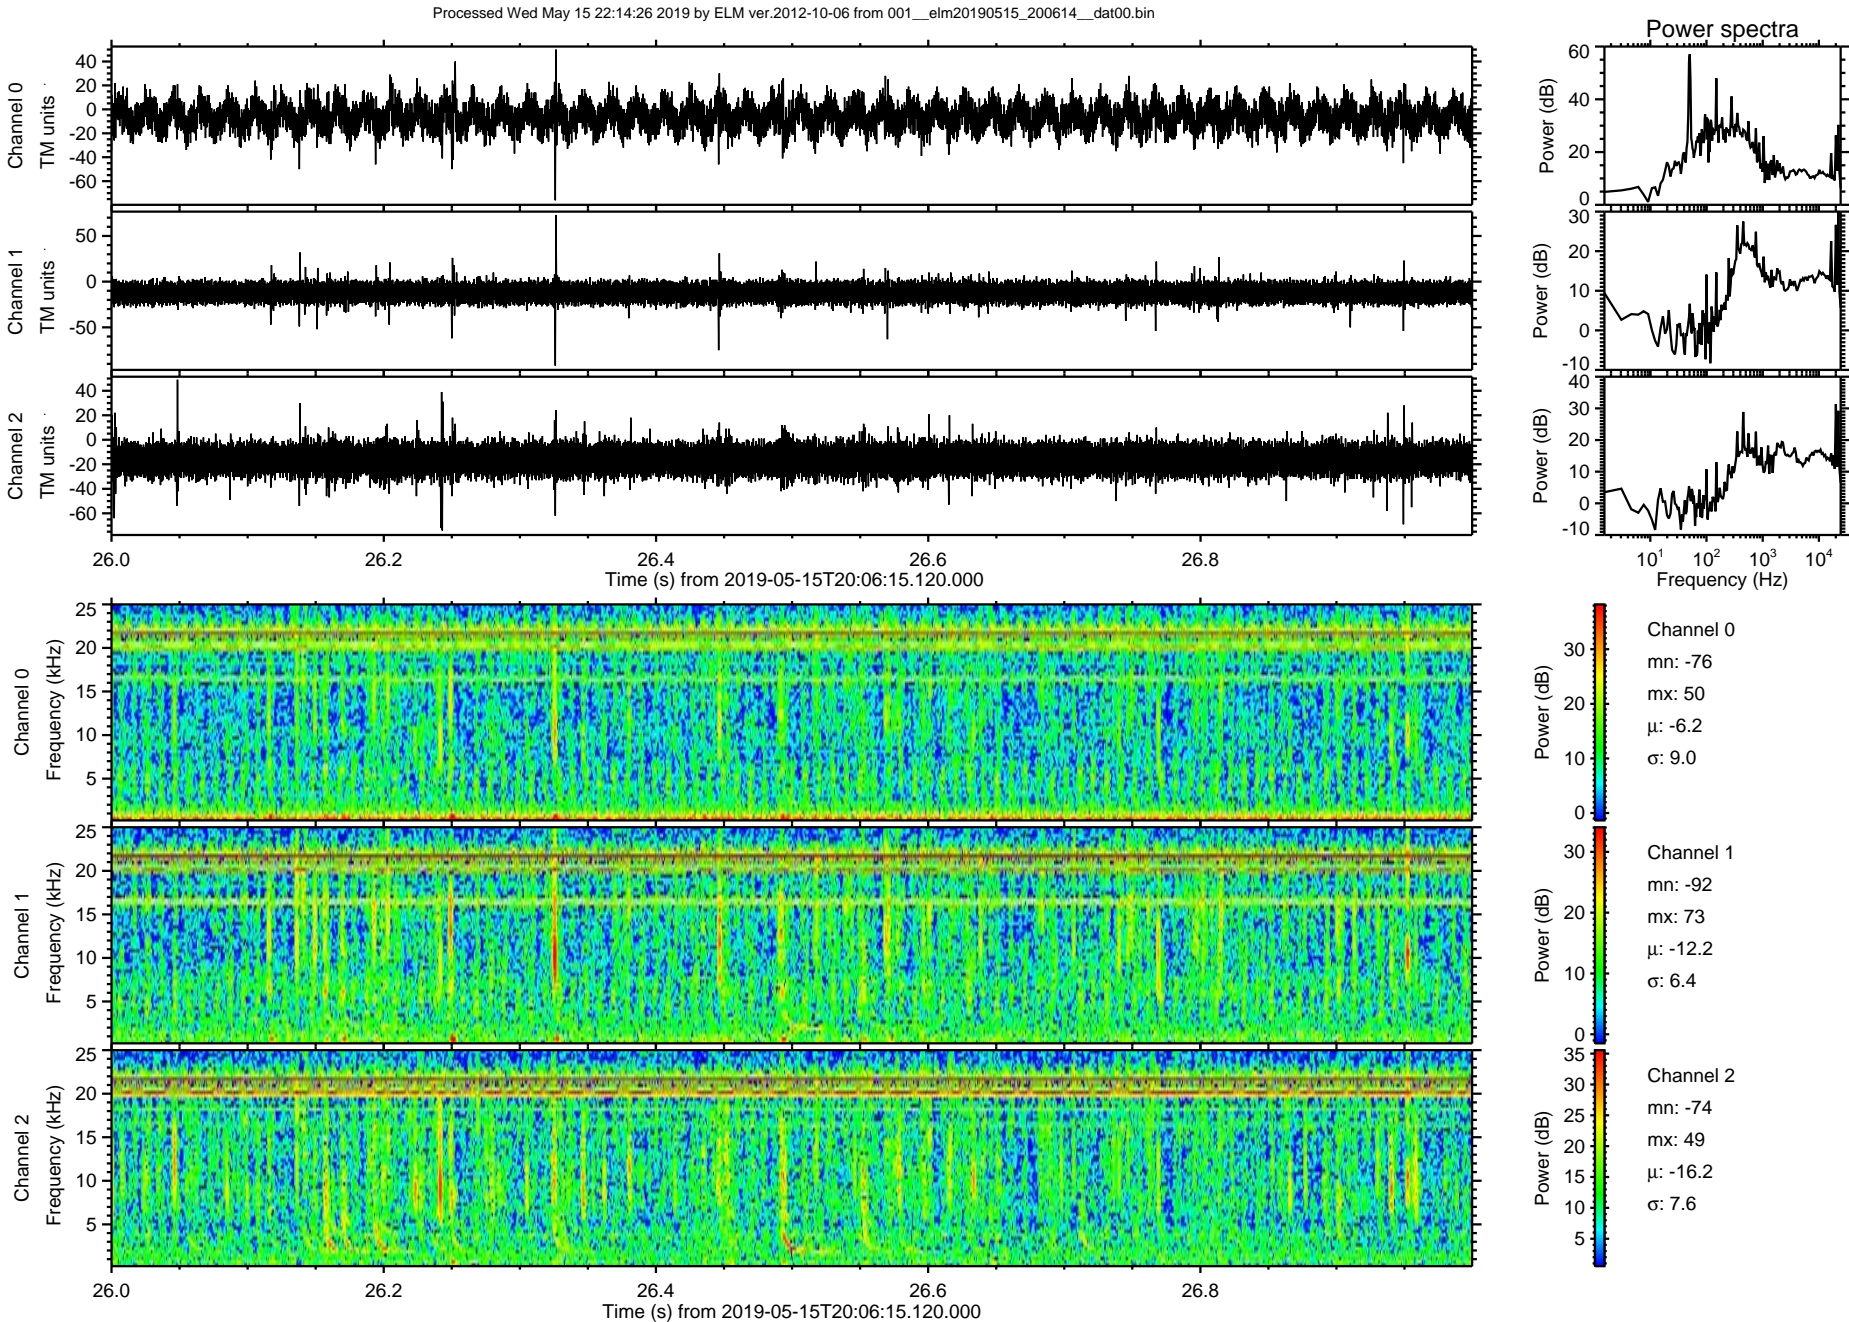 Processed Wed May 15 22:14:26 2019 by ELM ver.2012-10-06 from 001__elm20190515_200614__dat00.bin
Power spectra
Channel 0
TM units
40
20
0
-20
-40
-60
Power (dB)
60
40
20
0
Channel 1
TM units
50
0
-50
Power (dB)
30
20
10
0
-10
Channel 2
TM units
40
20
0
-20
-40
-60
Power (dB)
40
30
20
10
0
-10
26.0 26.2 26.4 26.6 26.8
Time (s) from 2019-05-15T20:06:15.120.000
10¹ 10² 10³ 10⁴
Frequency (Hz)
Channel 0
Frequency (kHz)
25
20
15
10
5
Power (dB)
30
20
10
0
Channel 0
mn: -76
mx: 50
μ: -6.2
σ: 9.0
Channel 1
Frequency (kHz)
25
20
15
10
5
Power (dB)
30
20
10
0
Channel 1
mn: -92
mx: 73
μ: -12.2
σ: 6.4
Channel 2
Frequency (kHz)
25
20
15
10
5
Power (dB)
35
30
25
20
15
10
5
Channel 2
mn: -74
mx: 49
μ: -16.2
σ: 7.6
26.0 26.2 26.4 26.6 26.8
Time (s) from 2019-05-15T20:06:15.120.000